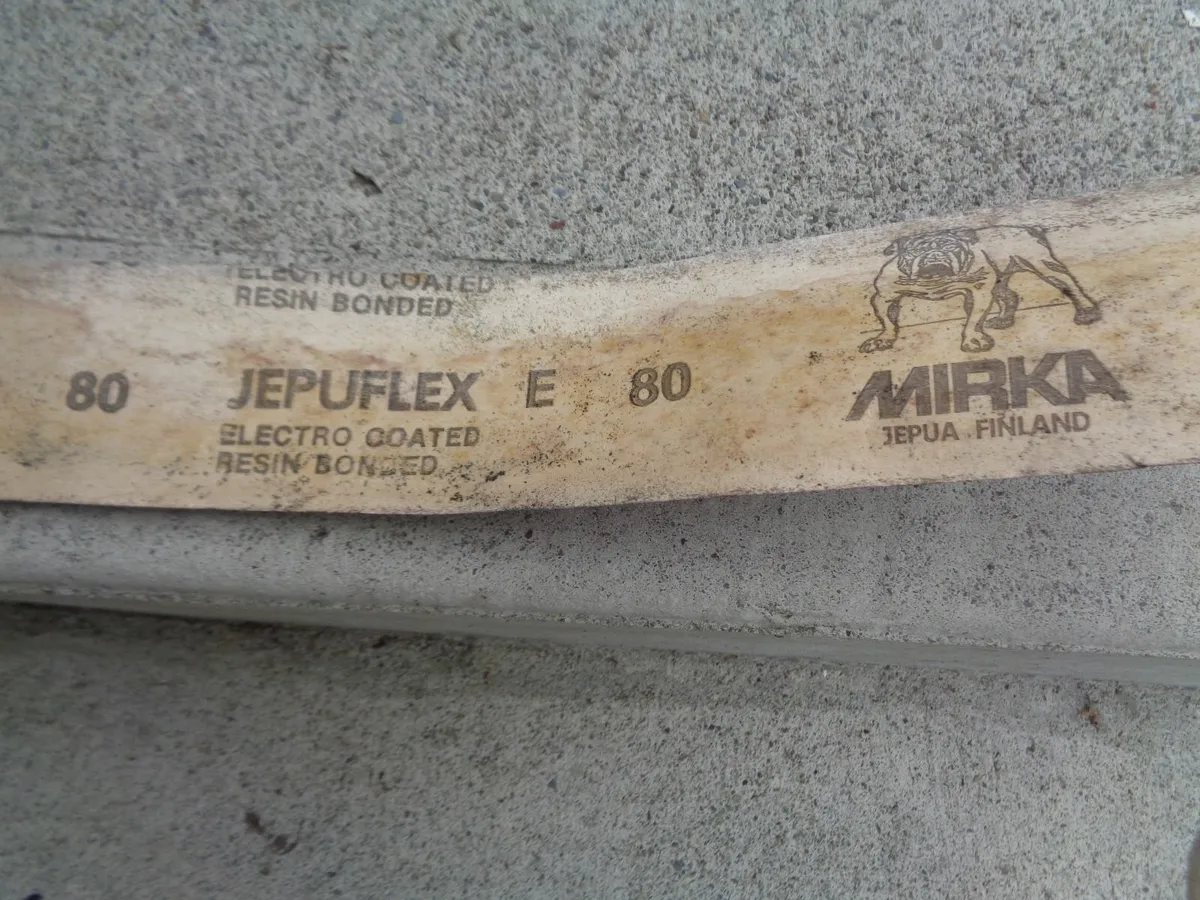 ELECTRO COATED
RESIN BONDED
80 JEPUFLEX E 80
ELECTRO COATED
RESIN BONDED
MIRKA
JEPUA FINLAND